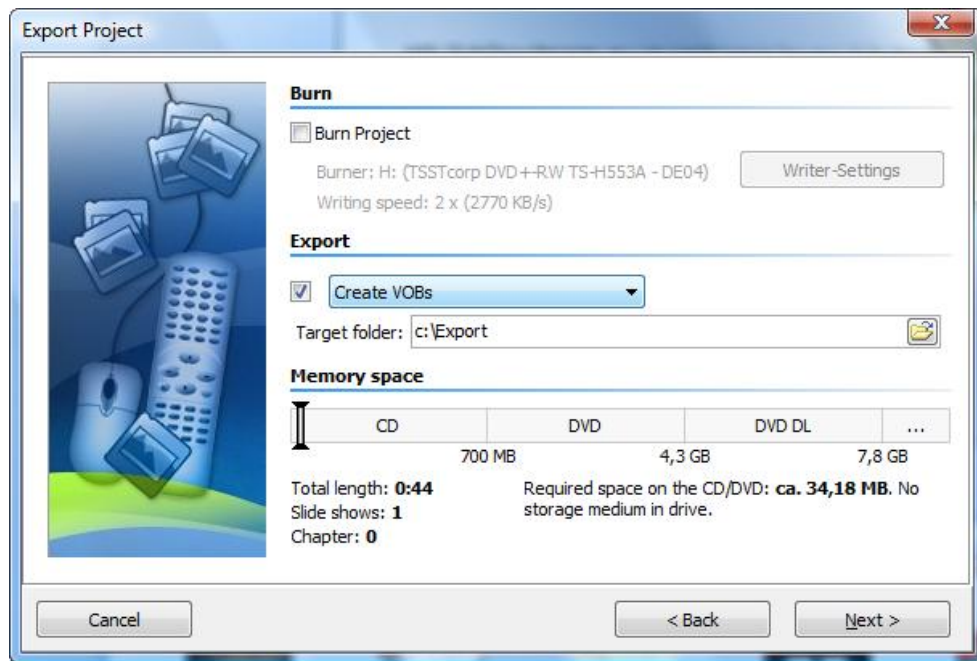 Export Project
Burn
Burn Project
Burner: H: (TSSTcorp DVD+-RW TS-H553A - DE04)
Writer-Settings
Writing speed: 2 x (2770 KB/s)
Export
Create VOBs
Target folder: c:\Export
Memory space
CD DVD DVD DL ...
700 MB 4,3 GB 7,8 GB
Total length: 0:44
Slide shows: 1
Chapter: 0
Required space on the CD/DVD: ca. 34,18 MB. No
storage medium in drive.
Cancel
< Back
Next >